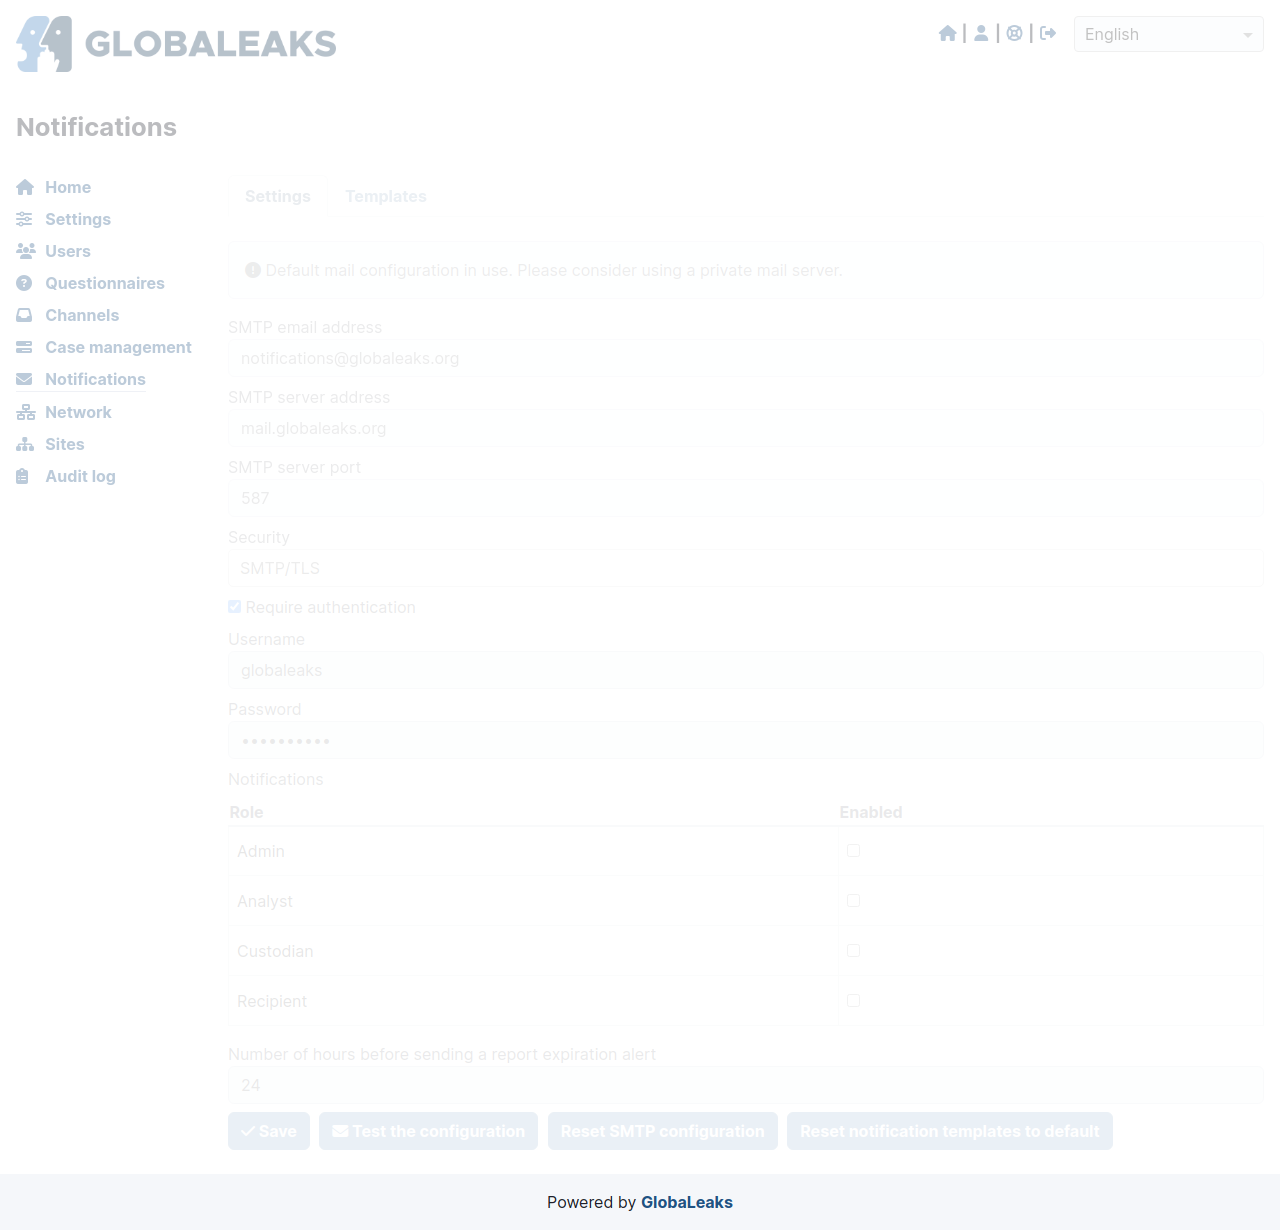 GLOBALEAKS
| | |
English
Notifications
Home
Settings
Users
Questionnaires
Channels
Case management
Notifications
Network
Sites
Audit log
Settings Templates
Default mail configuration in use. Please consider using a private mail server.
SMTP email address
notifications@globaleaks.org
SMTP server address
mail.globaleaks.org
SMTP server port
587
Security
SMTP/TLS
Require authentication
Username
globaleaks
Password
••••••••••
Notifications
Role Enabled
Admin
Analyst
Custodian
Recipient
Number of hours before sending a report expiration alert
24
Save Test the configuration Reset SMTP configuration Reset notification templates to default
Powered by GlobaLeaks